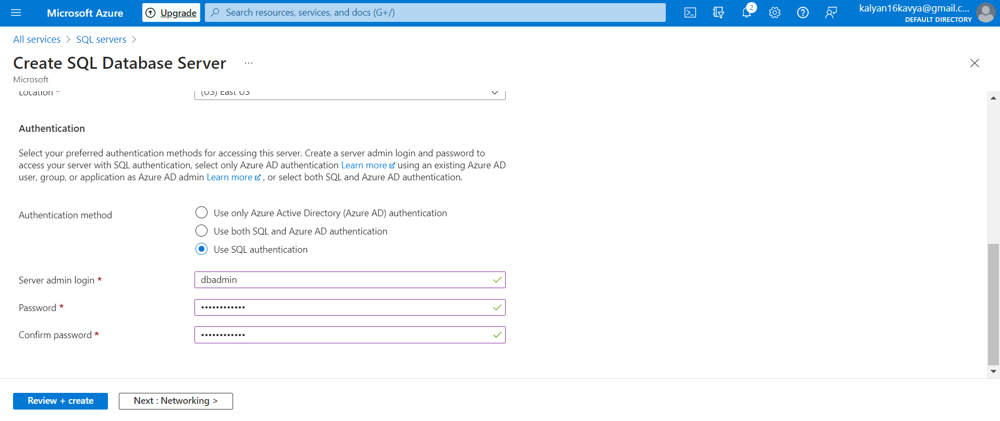 Microsoft Azure
Upgrade
Search resources, services, and docs (G+/)
2
kalyan16kavya@gmail.c...
DEFAULT DIRECTORY
All services > SQL servers >
Create SQL Database Server ...
Microsoft
Location *
(US) East US
Authentication
Select your preferred authentication methods for accessing this server. Create a server admin login and password to
access your server with SQL authentication, select only Azure AD authentication Learn more using an existing Azure AD
user, group, or application as Azure AD admin Learn more , or select both SQL and Azure AD authentication.
Authentication method
Use only Azure Active Directory (Azure AD) authentication
Use both SQL and Azure AD authentication
Use SQL authentication
Server admin login *
dbadmin
Password *
••••••••••••
Confirm password *
••••••••••••
Review + create
Next : Networking >